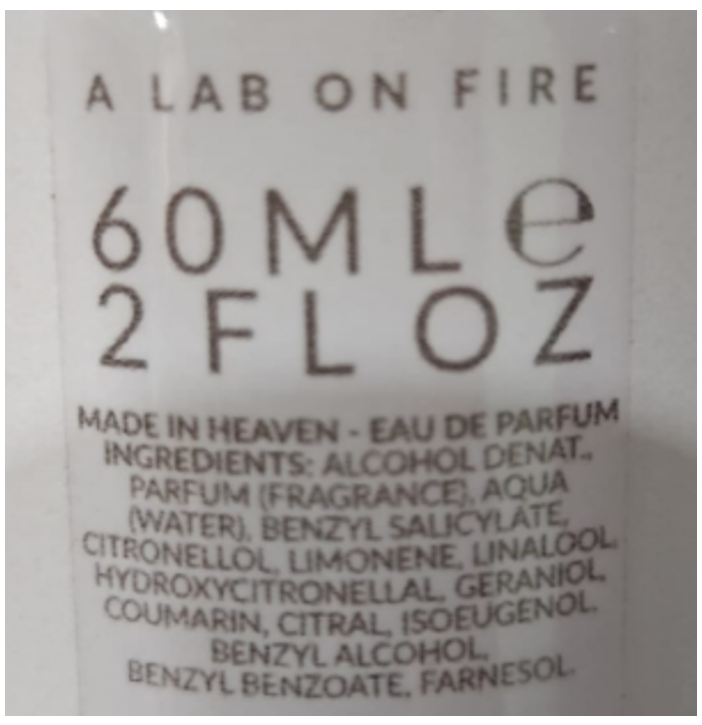 A LAB ON FIRE
60ML e
2 FL OZ
MADE IN HEAVEN - EAU DE PARFUM
INGREDIENTS: ALCOHOL DENAT.,
PARFUM (FRAGRANCE), AQUA
(WATER), BENZYL SALICYLATE,
CITRONELLOL, LIMONENE, LINALOOL,
HYDROXYCITRONELLAL, GERANIOL,
COUMARIN, CITRAL, ISOEUGENOL,
BENZYL ALCOHOL,
BENZYL BENZOATE, FARNESOL.